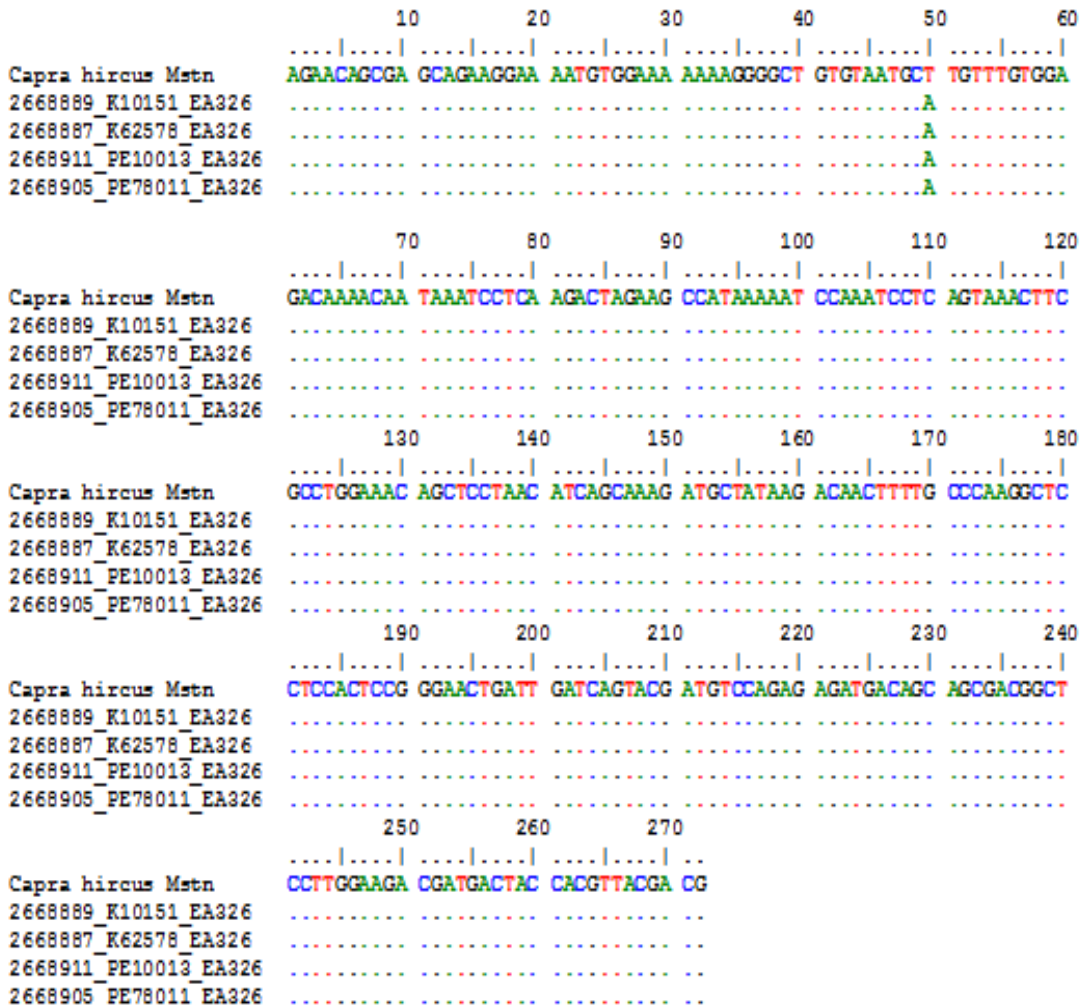 10 20 30 40 50 60
....|....| ....|....| ....|....| ....|....| ....|....| ....|....|
Capra hircus Mstn AGAACAGCGA GCAGAAGGAA AATGTGGAAA AAAAGGGGCT GTGTAATGCT TGTTTGTGGA
2668889_K10151_EA326 .......... .......... .......... .......... .........A ..........
2668887_K62578_EA326 .......... .......... .......... .......... .........A ..........
2668911_PE10013_EA326 .......... .......... .......... .......... .........A ..........
2668905_PE78011_EA326 .......... .......... .......... .......... .........A ..........
70 80 90 100 110 120
....|....| ....|....| ....|....| ....|....| ....|....| ....|....|
Capra hircus Mstn GACAAAACAA TAAATCCTCA AGACTAGAAG CCATAAAAAT CCAAATCCTC AGTAAACTTC
2668889_K10151_EA326 .......... .......... .......... .......... .......... ..........
2668887_K62578_EA326 .......... .......... .......... .......... .......... ..........
2668911_PE10013_EA326 .......... .......... .......... .......... .......... ..........
2668905_PE78011_EA326 .......... .......... .......... .......... .......... ..........
130 140 150 160 170 180
....|....| ....|....| ....|....| ....|....| ....|....| ....|....|
Capra hircus Mstn GCCTGGAAAC AGCTCCTAAC ATCAGCAAAG ATGCTATAAG ACAACTTTTG CCCAAGGCTC
2668889_K10151_EA326 .......... .......... .......... .......... .......... ..........
2668887_K62578_EA326 .......... .......... .......... .......... .......... ..........
2668911_PE10013_EA326 .......... .......... .......... .......... .......... ..........
2668905_PE78011_EA326 .......... .......... .......... .......... .......... ..........
190 200 210 220 230 240
....|....| ....|....| ....|....| ....|....| ....|....| ....|....|
Capra hircus Mstn CTCCACTCCG GGAACTGATT GATCAGTACG ATGTCCAGAG AGATGACAGC AGCGACGGCT
2668889_K10151_EA326 .......... .......... .......... .......... .......... ..........
2668887_K62578_EA326 .......... .......... .......... .......... .......... ..........
2668911_PE10013_EA326 .......... .......... .......... .......... .......... ..........
2668905_PE78011_EA326 .......... .......... .......... .......... .......... ..........
250 260 270
....|....| ....|....| ....|....| ..
Capra hircus Mstn CCTTGGAAGA CGATGACTAC CACGTTACGA CG
2668889_K10151_EA326 .......... .......... .......... ..
2668887_K62578_EA326 .......... .......... .......... ..
2668911_PE10013_EA326 .......... .......... .......... ..
2668905_PE78011_EA326 .......... .......... .......... ..